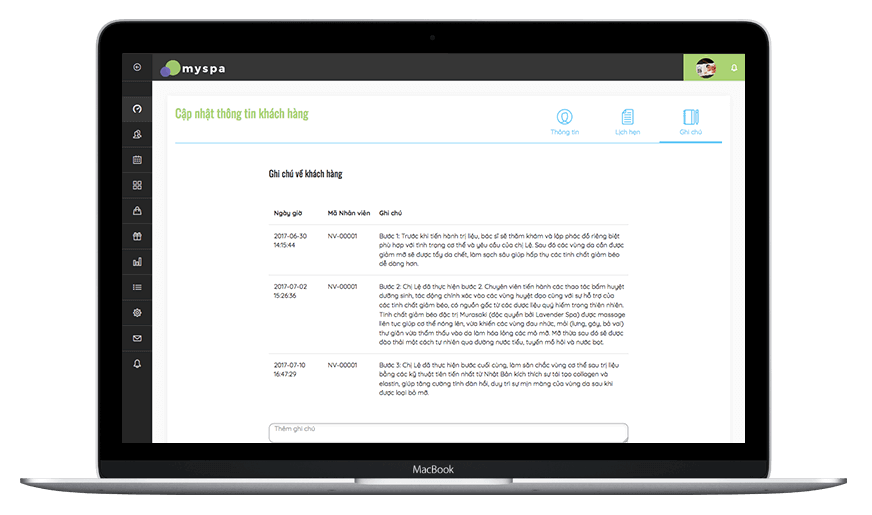 myspa
Cập nhật thông tin khách hàng
Thông tin
Lịch hẹn
Ghi chú
Ghi chú về khách hàng
Ngày giờ Mã Nhân viên Ghi chú
2017-06-30 NV-00001 Bước 1: Trước khi tiến hành trị liệu, bác sĩ sẽ thăm khám và lập phác đồ riêng biệt
14:15:44 phù hợp với tình trạng cơ thể và yêu cầu của chị Lệ. Sau đó các vùng da cần được
giảm mỡ sẽ được tẩy da chết, làm sạch sâu giúp hấp thụ các tinh chất giảm béo
dễ dàng hơn.
2017-07-02 NV-00001 Bước 2: Chị Lệ đã thực hiện bước 2. Chuyên viên tiến hành các thao tác bấm huyệt
15:26:36 dưỡng sinh, tác động chính xác vào các vùng huyệt đạo cùng với sự hỗ trợ của
các tinh chất giảm béo, có nguồn gốc từ các dược liệu quý hiếm trong thiên nhiên.
Tinh chất giảm béo đặc trị Murasaki (độc quyền bởi Lavender Spa) được massage
liên tục giúp cơ thể nóng lên, vừa khiến các vùng đau nhức, mỏi (lưng, gáy, bả vai)
thư giãn vừa thẩm thấu vào da làm hóa lỏng các mô mỡ. Mỡ thừa sau đó sẽ được
đào thải một cách tự nhiên qua đường nước tiểu, tuyến mồ hôi và nước bọt.
2017-07-10 NV-00001 Bước 3: Chị Lệ đã thực hiện bước cuối cùng, làm săn chắc vùng cơ thể sau trị liệu
16:47:29 bằng các kỹ thuật tiên tiến nhất từ Nhật Bản kích thích sự tái tạo collagen và
elastin, giúp tăng cường tính đàn hồi, duy trì sự mịn màng của vùng da sau khi
được loại bỏ mỡ.
Thêm ghi chú
MacBook